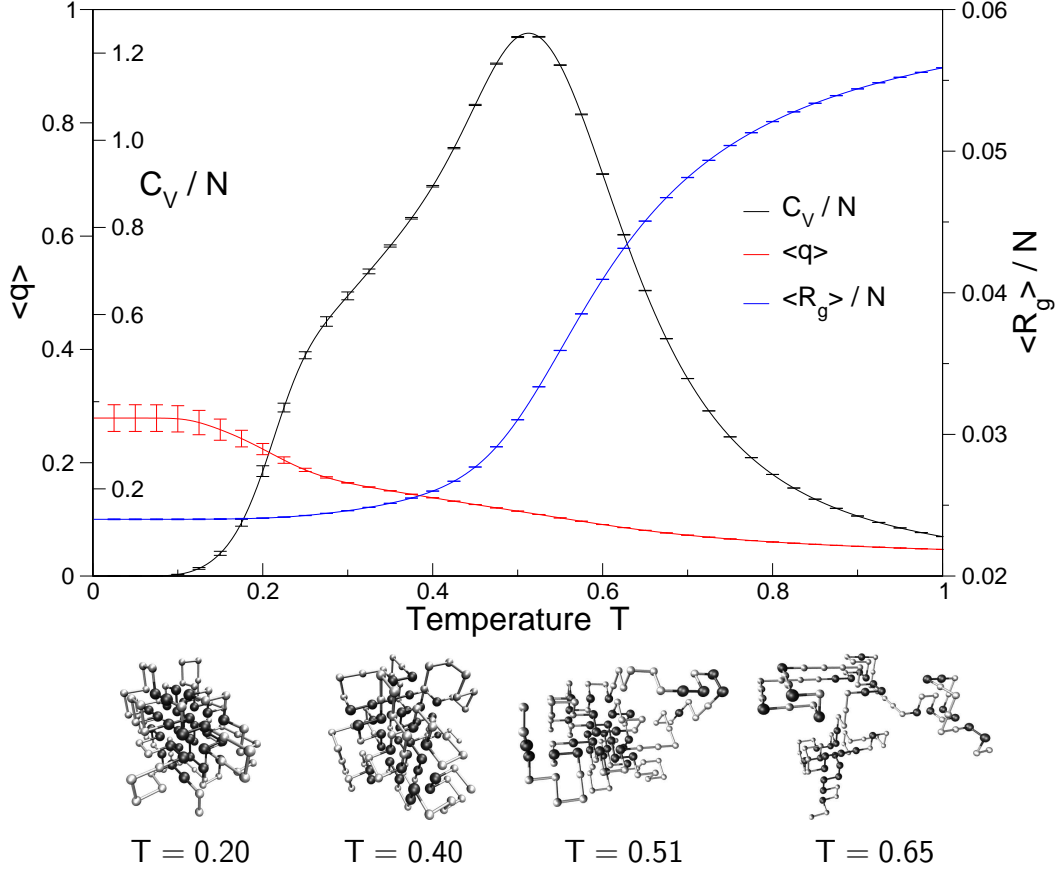 1
0.8
0.6
0.4
0.2
0
<q>
1.2
1.0
0.8
0.6
0.2
C_V / N
C_V / N
<q>
<R_g> / N
0.06
0.05
0.04
0.03
0.02
<R_g> / N
0 0.2 0.4 0.6 0.8 1
Temperature T
T = 0.20 T = 0.40 T = 0.51 T = 0.65